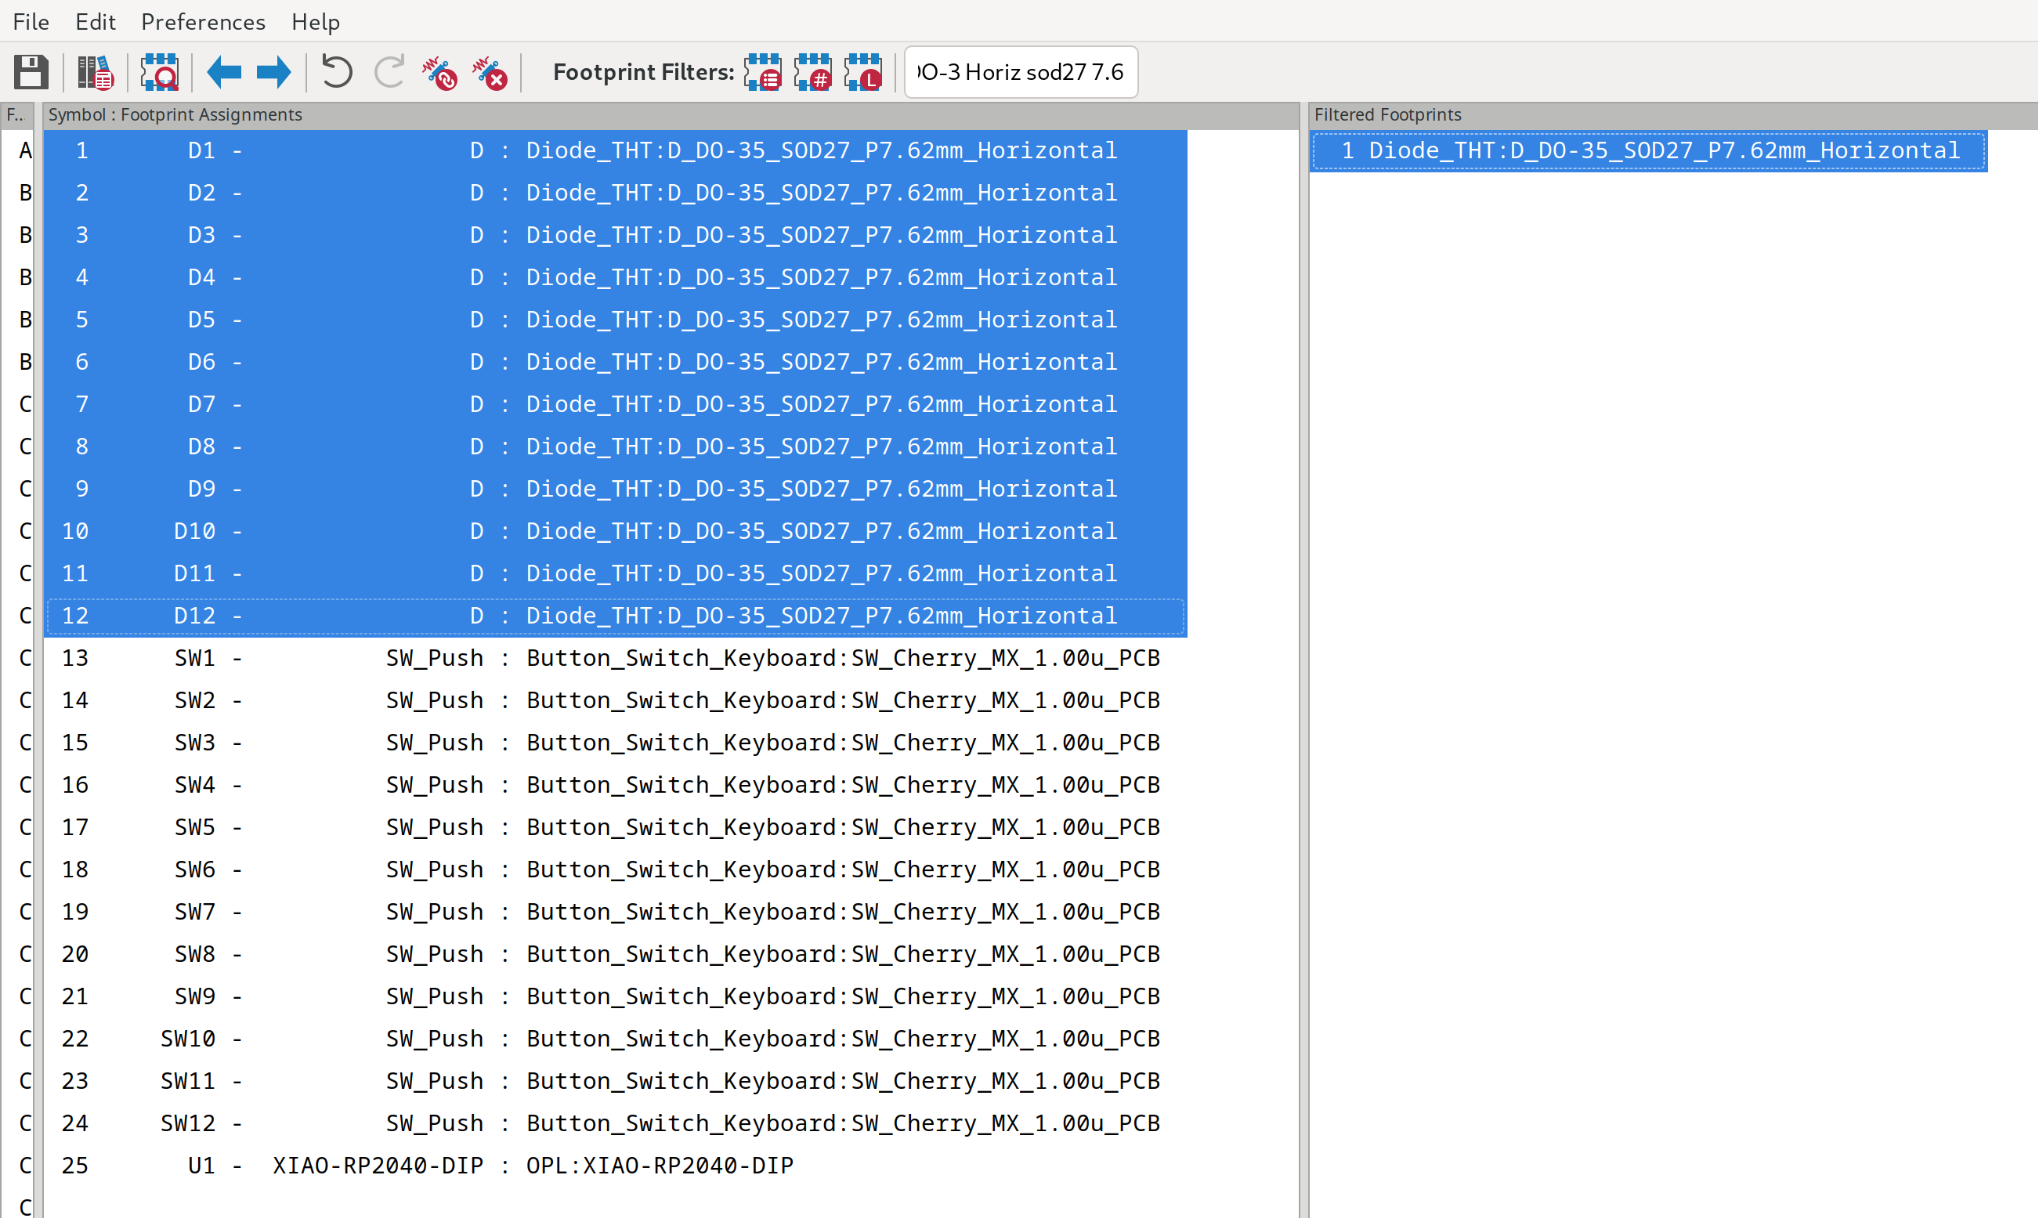 File Edit Preferences Help
Footprint Filters: O-3 Horiz sod27 7.6
F.. Symbol : Footprint Assignments Filtered Footprints
A 1 D1 - D : Diode_THT:D_DO-35_SOD27_P7.62mm_Horizontal 1 Diode_THT:D_DO-35_SOD27_P7.62mm_Horizontal
B 2 D2 - D : Diode_THT:D_DO-35_SOD27_P7.62mm_Horizontal
B 3 D3 - D : Diode_THT:D_DO-35_SOD27_P7.62mm_Horizontal
B 4 D4 - D : Diode_THT:D_DO-35_SOD27_P7.62mm_Horizontal
B 5 D5 - D : Diode_THT:D_DO-35_SOD27_P7.62mm_Horizontal
B 6 D6 - D : Diode_THT:D_DO-35_SOD27_P7.62mm_Horizontal
C 7 D7 - D : Diode_THT:D_DO-35_SOD27_P7.62mm_Horizontal
C 8 D8 - D : Diode_THT:D_DO-35_SOD27_P7.62mm_Horizontal
C 9 D9 - D : Diode_THT:D_DO-35_SOD27_P7.62mm_Horizontal
C 10 D10 - D : Diode_THT:D_DO-35_SOD27_P7.62mm_Horizontal
C 11 D11 - D : Diode_THT:D_DO-35_SOD27_P7.62mm_Horizontal
C 12 D12 - D : Diode_THT:D_DO-35_SOD27_P7.62mm_Horizontal
C 13 SW1 - SW_Push : Button_Switch_Keyboard:SW_Cherry_MX_1.00u_PCB
C 14 SW2 - SW_Push : Button_Switch_Keyboard:SW_Cherry_MX_1.00u_PCB
C 15 SW3 - SW_Push : Button_Switch_Keyboard:SW_Cherry_MX_1.00u_PCB
C 16 SW4 - SW_Push : Button_Switch_Keyboard:SW_Cherry_MX_1.00u_PCB
C 17 SW5 - SW_Push : Button_Switch_Keyboard:SW_Cherry_MX_1.00u_PCB
C 18 SW6 - SW_Push : Button_Switch_Keyboard:SW_Cherry_MX_1.00u_PCB
C 19 SW7 - SW_Push : Button_Switch_Keyboard:SW_Cherry_MX_1.00u_PCB
C 20 SW8 - SW_Push : Button_Switch_Keyboard:SW_Cherry_MX_1.00u_PCB
C 21 SW9 - SW_Push : Button_Switch_Keyboard:SW_Cherry_MX_1.00u_PCB
C 22 SW10 - SW_Push : Button_Switch_Keyboard:SW_Cherry_MX_1.00u_PCB
C 23 SW11 - SW_Push : Button_Switch_Keyboard:SW_Cherry_MX_1.00u_PCB
C 24 SW12 - SW_Push : Button_Switch_Keyboard:SW_Cherry_MX_1.00u_PCB
C 25 U1 - XIAO-RP2040-DIP : OPL:XIAO-RP2040-DIP
C